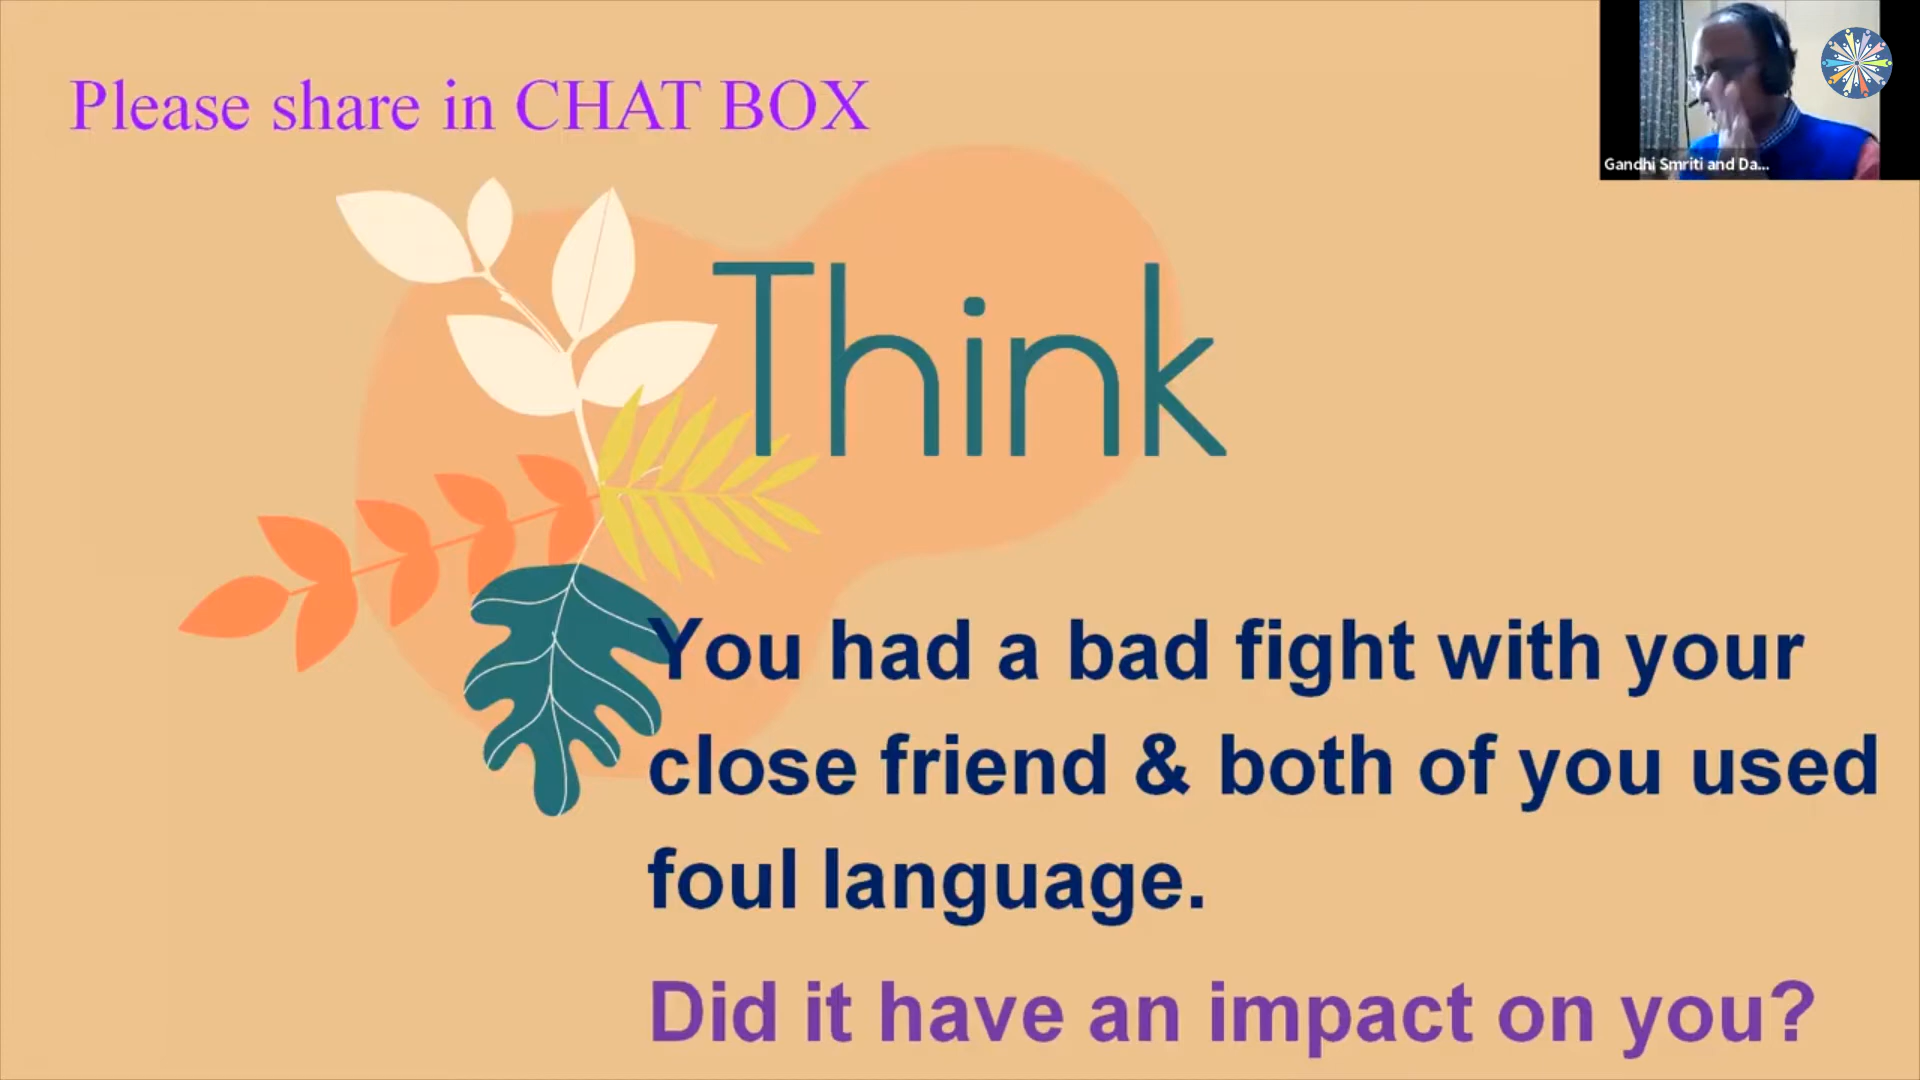 Please share in CHAT BOX
Gandhi Smriti and Da...
Think
You had a bad fight with your
close friend & both of you used
foul language.
Did it have an impact on you?